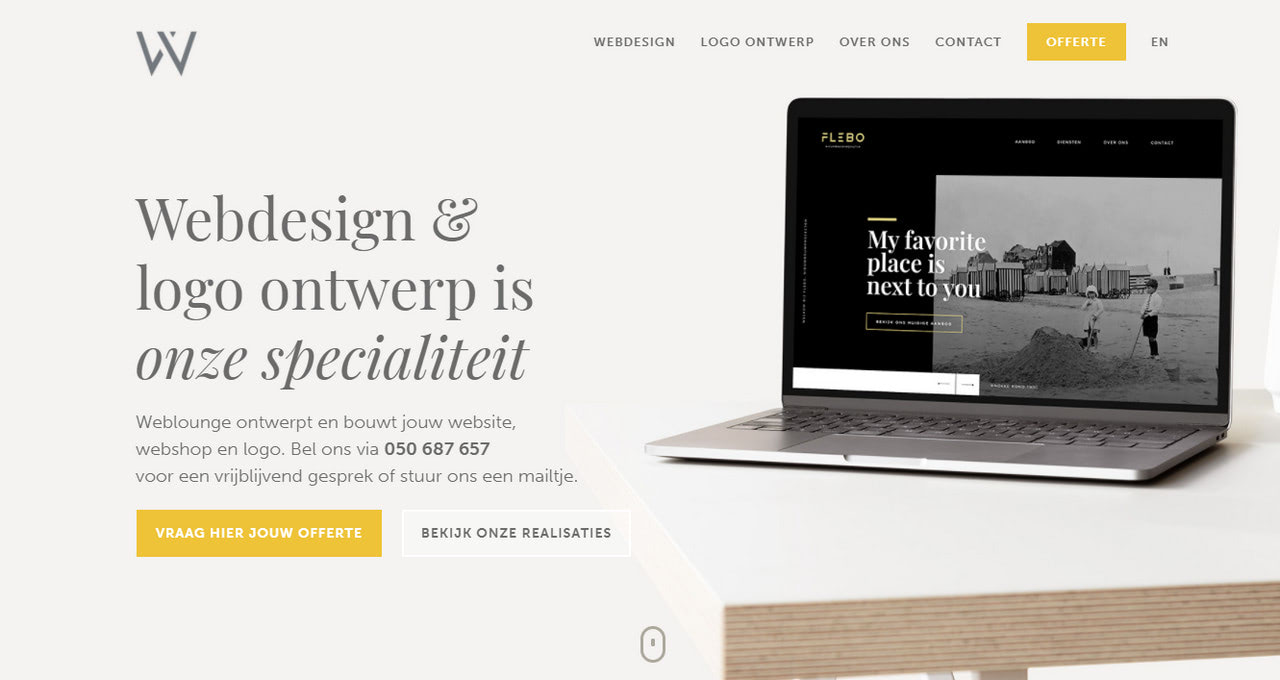 WEBDESIGN LOGO ONTWERP OVER ONS CONTACT OFFERTE EN
FLEBO
AANBOD DIENSTEN OVER ONS CONTACT
My favorite
place is
next to you
BEKIJK ONS HUIDIGE AANBOD
Webdesign &
logo ontwerp is
onze specialiteit
Weblounge ontwerpt en bouwt jouw website,
webshop en logo. Bel ons via 050 687 657
voor een vrijblijvend gesprek of stuur ons een mailtje.
VRAAG HIER JOUW OFFERTE
BEKIJK ONZE REALISATIES